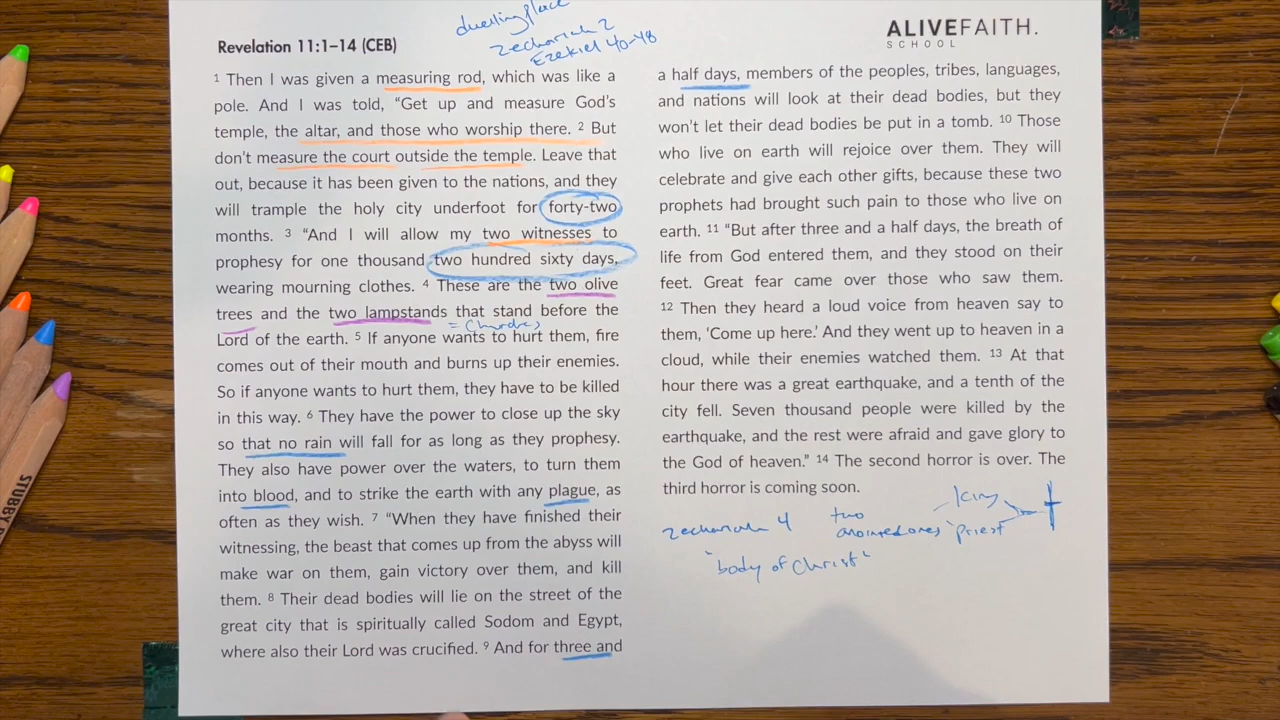 dwelling place
zechariah 2
Ezekiel 40-48
ALIVEFAITH.
SCHOOL
Revelation 11:1–14 (CEB)
1 Then I was given a measuring rod, which was like a
pole. And I was told, “Get up and measure God’s
temple, the altar, and those who worship there. 2 But
don’t measure the court outside the temple. Leave that
out, because it has been given to the nations, and they
will trample the holy city underfoot for forty-two
months. 3 “And I will allow my two witnesses to
prophesy for one thousand two hundred sixty days,
wearing mourning clothes. 4 These are the two olive
trees and the two lampstands that stand before the
= Churches
Lord of the earth. 5 If anyone wants to hurt them, fire
comes out of their mouth and burns up their enemies.
So if anyone wants to hurt them, they have to be killed
in this way. 6 They have the power to close up the sky
so that no rain will fall for as long as they prophesy.
They also have power over the waters, to turn them
into blood, and to strike the earth with any plague, as
often as they wish. 7 “When they have finished their
witnessing, the beast that comes up from the abyss will
make war on them, gain victory over them, and kill
them. 8 Their dead bodies will lie on the street of the
great city that is spiritually called Sodom and Egypt,
where also their Lord was crucified. 9 And for three and
a half days, members of the peoples, tribes, languages,
and nations will look at their dead bodies, but they
won’t let their dead bodies be put in a tomb. 10 Those
who live on earth will rejoice over them. They will
celebrate and give each other gifts, because these two
prophets had brought such pain to those who live on
earth. 11 “But after three and a half days, the breath of
life from God entered them, and they stood on their
feet. Great fear came over those who saw them.
12 Then they heard a loud voice from heaven say to
them, ‘Come up here.’ And they went up to heaven in a
cloud, while their enemies watched them. 13 At that
hour there was a great earthquake, and a tenth of the
city fell. Seven thousand people were killed by the
earthquake, and the rest were afraid and gave glory to
the God of heaven.” 14 The second horror is over. The
third horror is coming soon.
zechariah 4
two
anointed ones
King
priest
"body of Christ"
STUBBY